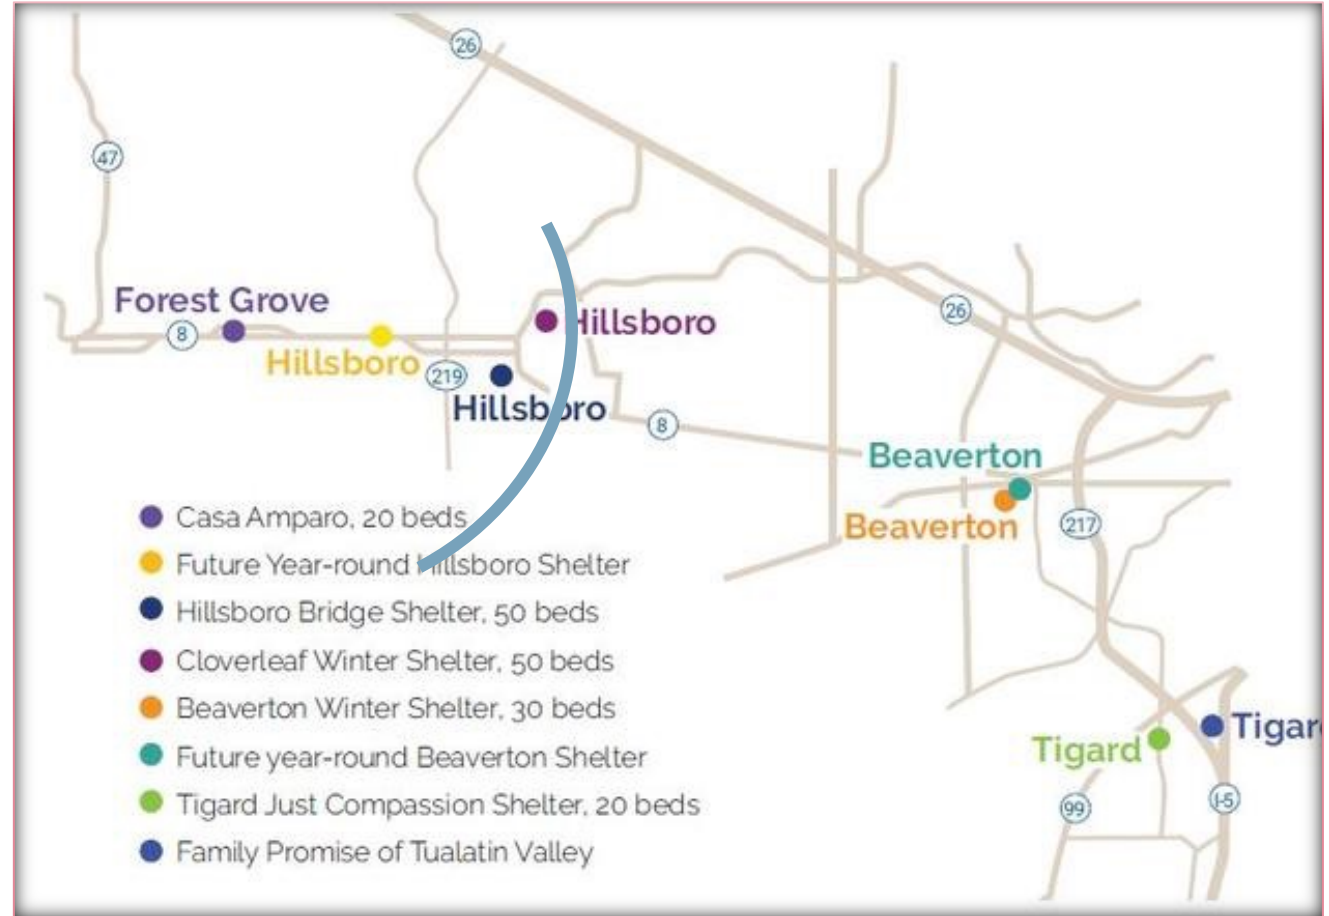 26
47
Forest Grove
8
Hillsboro
219
Hillsboro
Hillsboro
8
26
Beaverton
Beaverton
217
Tigard
99
I-5
Casa Amparo, 20 beds
Future Year-round Hillsboro Shelter
Hillsboro Bridge Shelter, 50 beds
Cloverleaf Winter Shelter, 50 beds
Beaverton Winter Shelter, 30 beds
Future year-round Beaverton Shelter
Tigard Just Compassion Shelter, 20 beds
Family Promise of Tualatin Valley